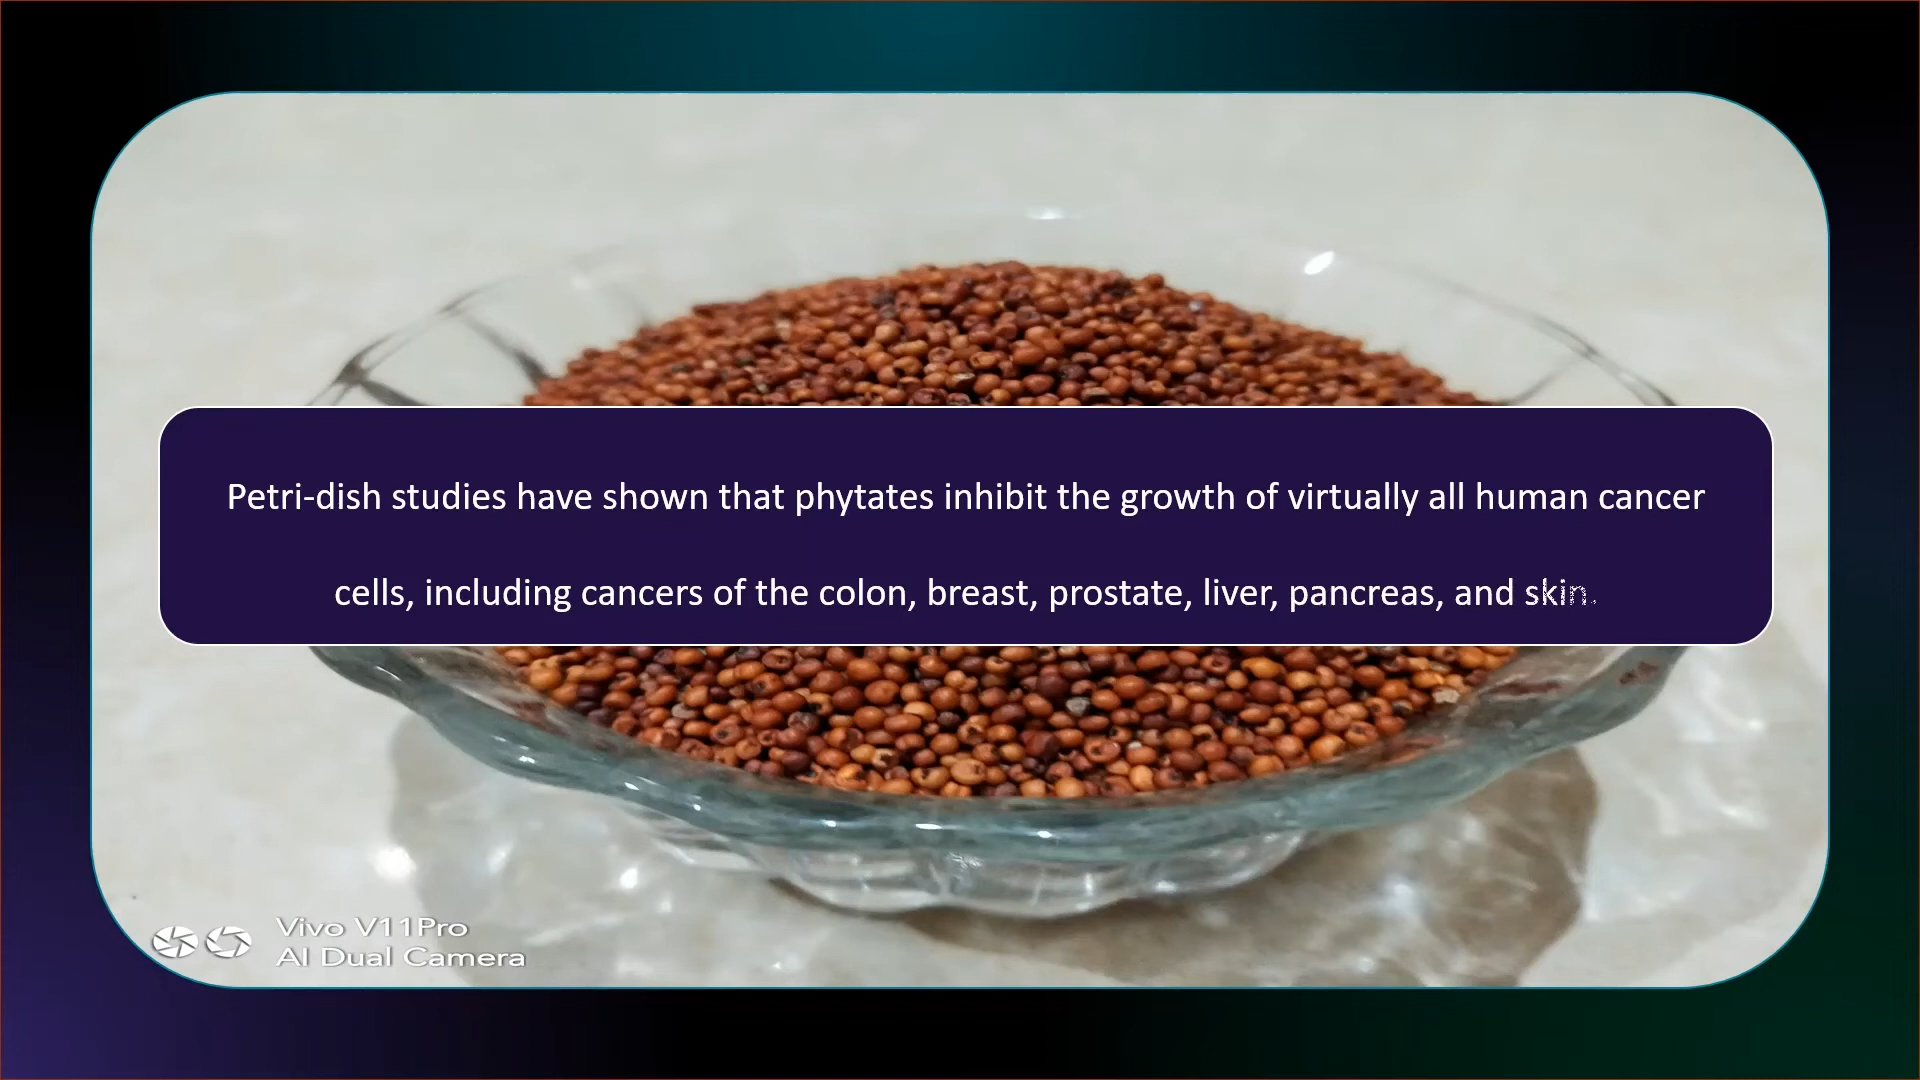 Petri-dish studies have shown that phytates inhibit the growth of virtually all human cancer
cells, including cancers of the colon, breast, prostate, liver, pancreas, and skin.
Vivo V11Pro
AI Dual Camera